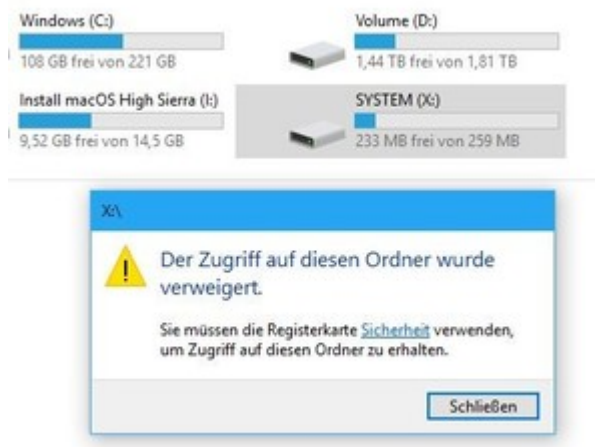 Windows (C:)
108 GB frei von 221 GB
Volume (D:)
1,44 TB frei von 1,81 TB
Install macOS High Sierra (I:)
9,52 GB frei von 14,5 GB
SYSTEM (X:)
233 MB frei von 259 MB
X:\
Der Zugriff auf diesen Ordner wurde
verweigert.
Sie müssen die Registerkarte Sicherheit verwenden,
um Zugriff auf diesen Ordner zu erhalten.
Schließen